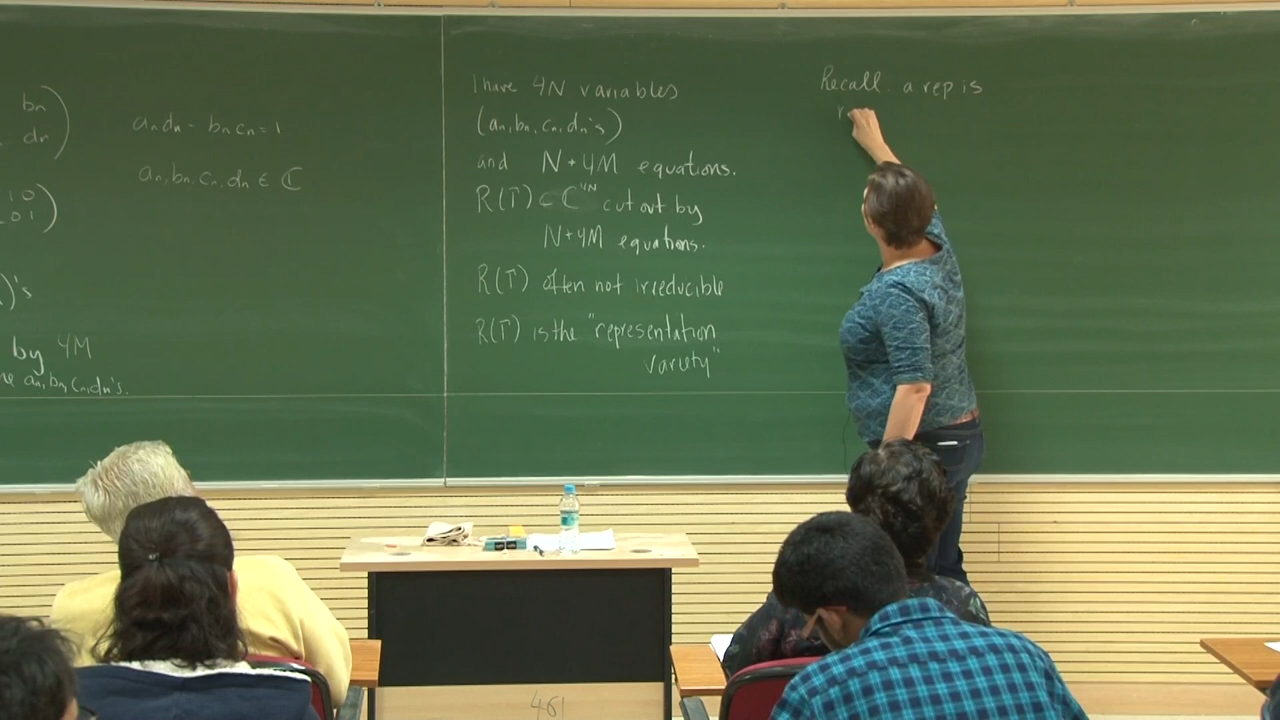 bn
dn
1 0
0 1
)'s
by 4M
an, bn, cn, dn's.
andn - bncn = 1
an, bn, cn, dn ∈ ℂ
I have 4N variables
(an, bn, cn, dn's)
and N + 4M equations.
R(Γ) ⊂ ℂ^4N cut out by
N + 4M equations.
R(Γ) often not irreducible
R(Γ) is the "representation
variety"
Recall. a rep is
r
461